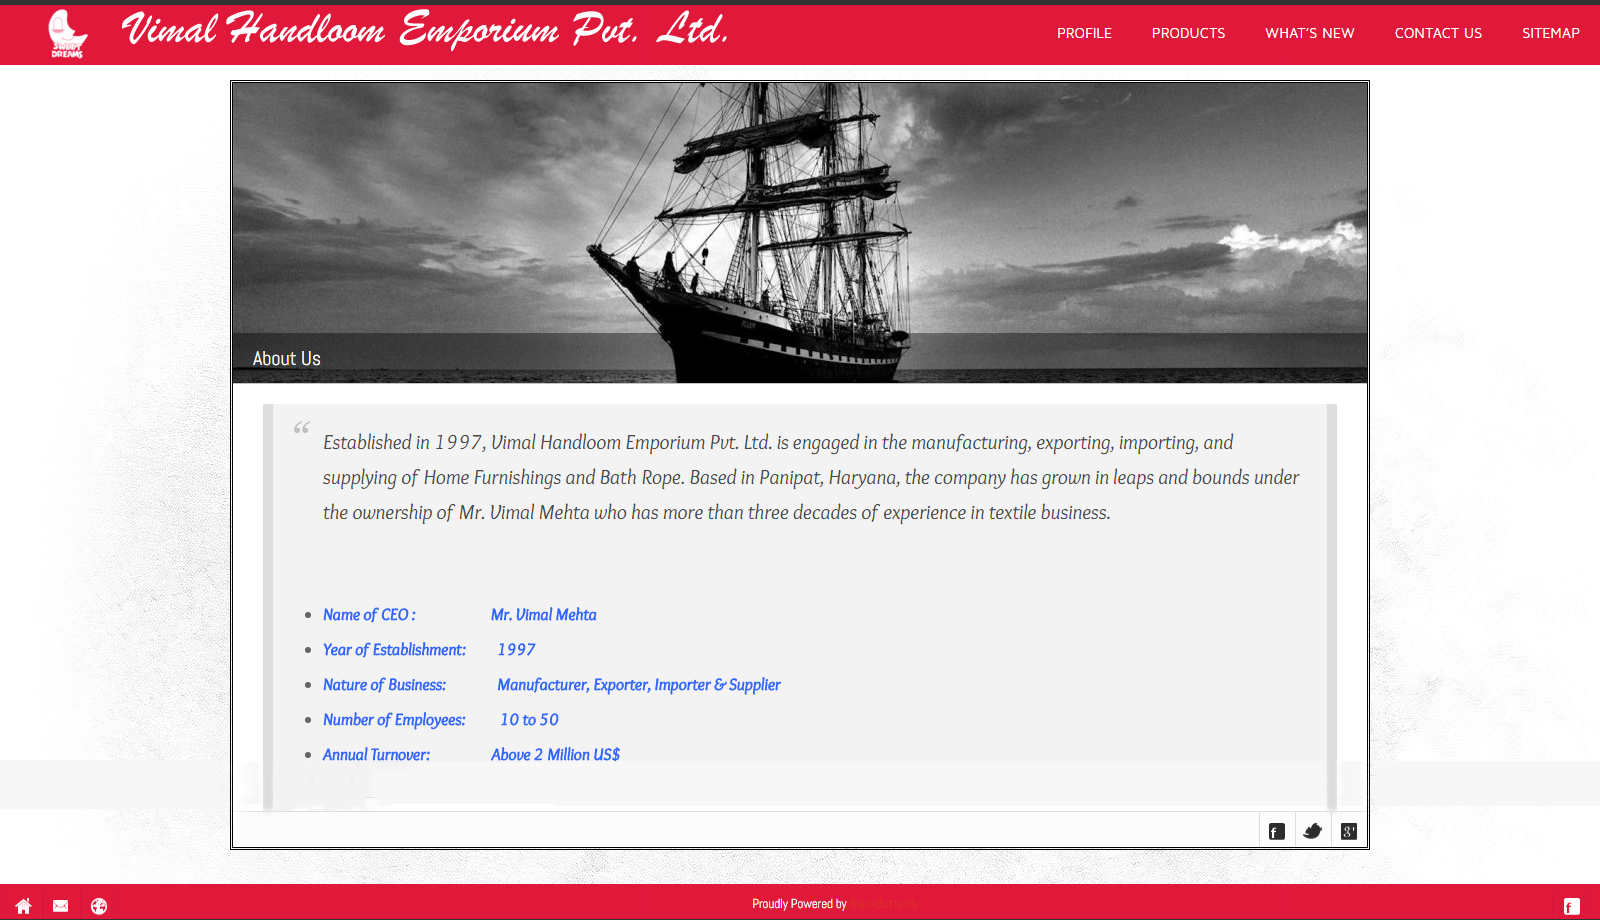 SWEET
DREAMS
Vimal Handloom Emporium Pvt. Ltd.
PROFILE PRODUCTS WHAT'S NEW CONTACT US SITEMAP
About Us
“ Established in 1997, Vimal Handloom Emporium Pvt. Ltd. is engaged in the manufacturing, exporting, importing, and
supplying of Home Furnishings and Bath Rope. Based in Panipat, Haryana, the company has grown in leaps and bounds under
the ownership of Mr. Vimal Mehta who has more than three decades of experience in textile business.
• Name of CEO : Mr. Vimal Mehta
• Year of Establishment: 1997
• Nature of Business: Manufacturer, Exporter, Importer & Supplier
• Number of Employees: 10 to 50
• Annual Turnover: Above 2 Million US$
Proudly Powered by BlackButterfly